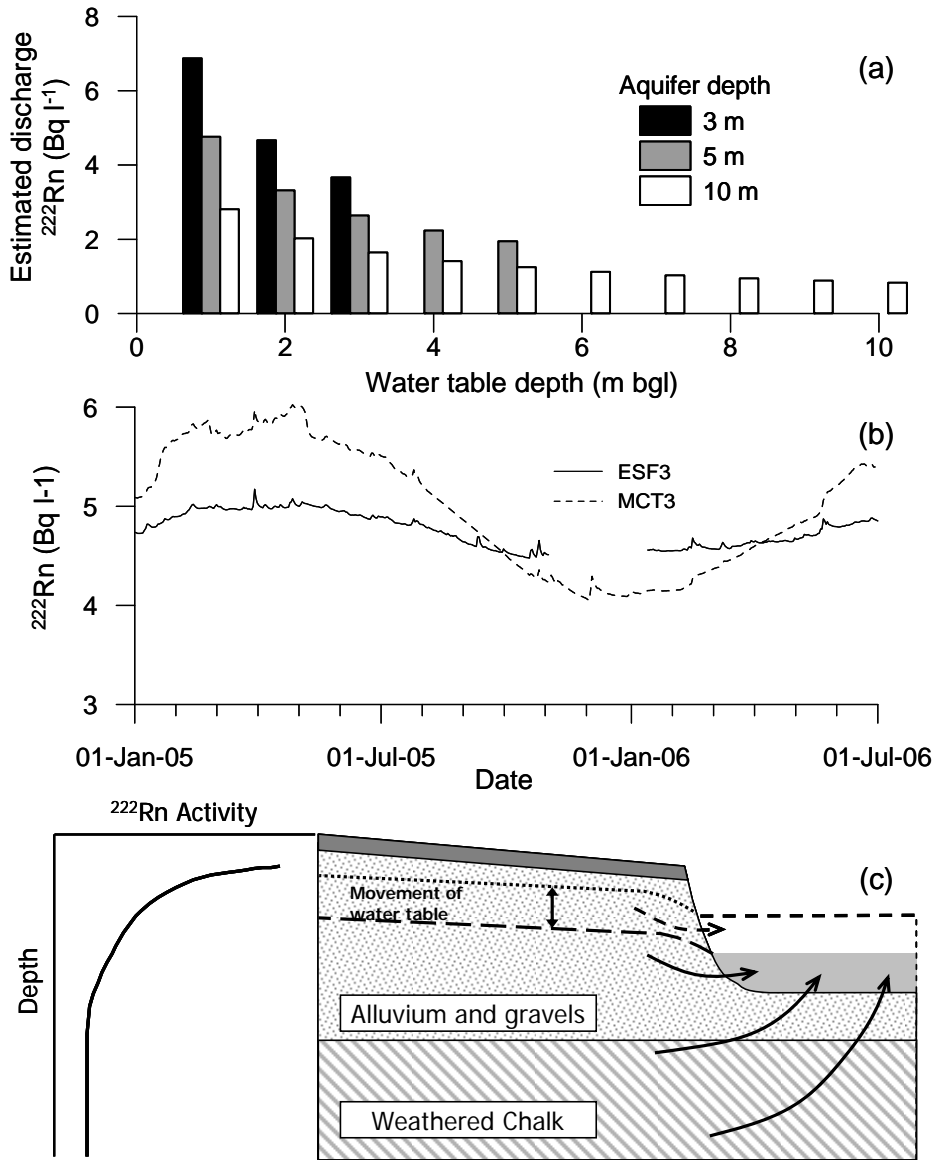 (a)
Estimated discharge
²²²Rn (Bq l⁻¹)
8
6
4
2
0
Aquifer depth
3 m
5 m
10 m
0
2
4
6
8
10
Water table depth (m bgl)
(b)
²²²Rn (Bq l-1)
6
5
4
3
ESF3
MCT3
01-Jan-05
01-Jul-05
01-Jan-06
01-Jul-06
Date
²²²Rn Activity
Depth
(c)
Movement of
water table
Alluvium and gravels
Weathered Chalk